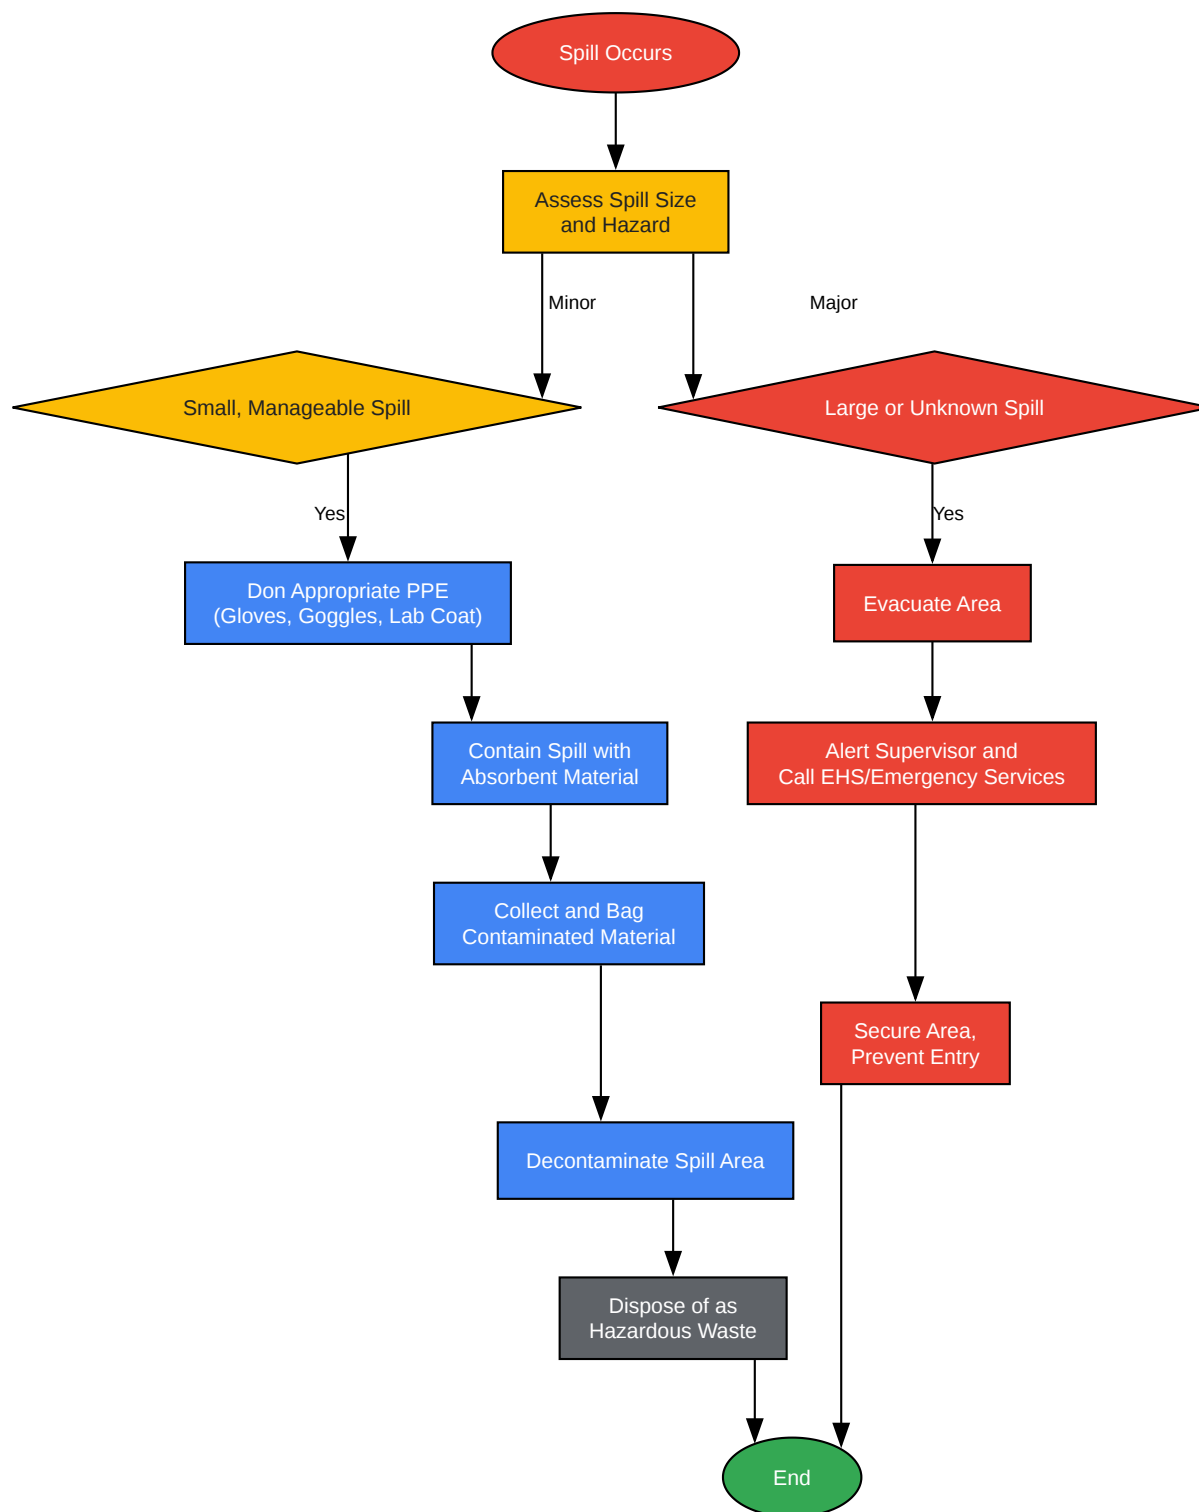 Spill Occurs
Assess Spill Size
and Hazard
Minor
Major
Small, Manageable Spill
Large or Unknown Spill
Yes
Yes
Don Appropriate PPE
(Gloves, Goggles, Lab Coat)
Evacuate Area
Contain Spill with
Absorbent Material
Alert Supervisor and
Call EHS/Emergency Services
Collect and Bag
Contaminated Material
Secure Area,
Prevent Entry
Decontaminate Spill Area
Dispose of as
Hazardous Waste
End